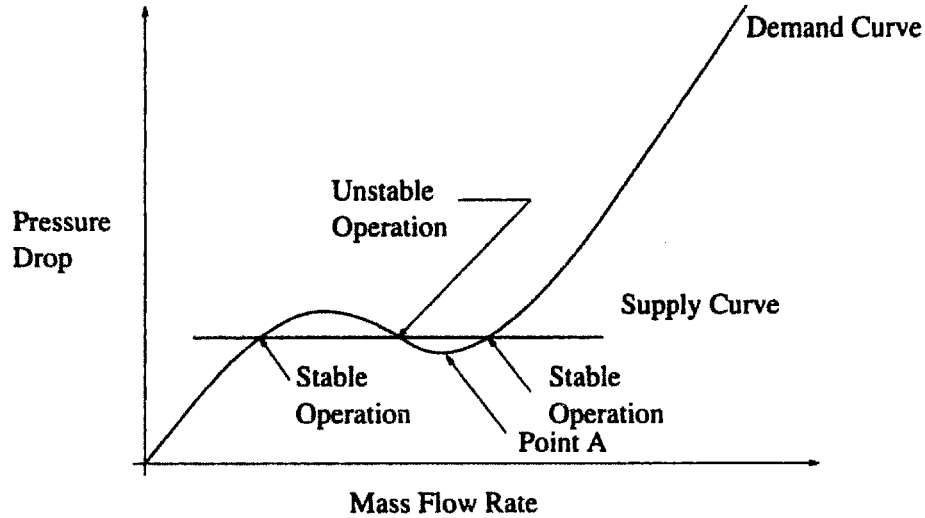 Demand Curve
Unstable
Operation
Pressure
Drop
Supply Curve
Stable
Operation
Stable
Operation
Point A
Mass Flow Rate